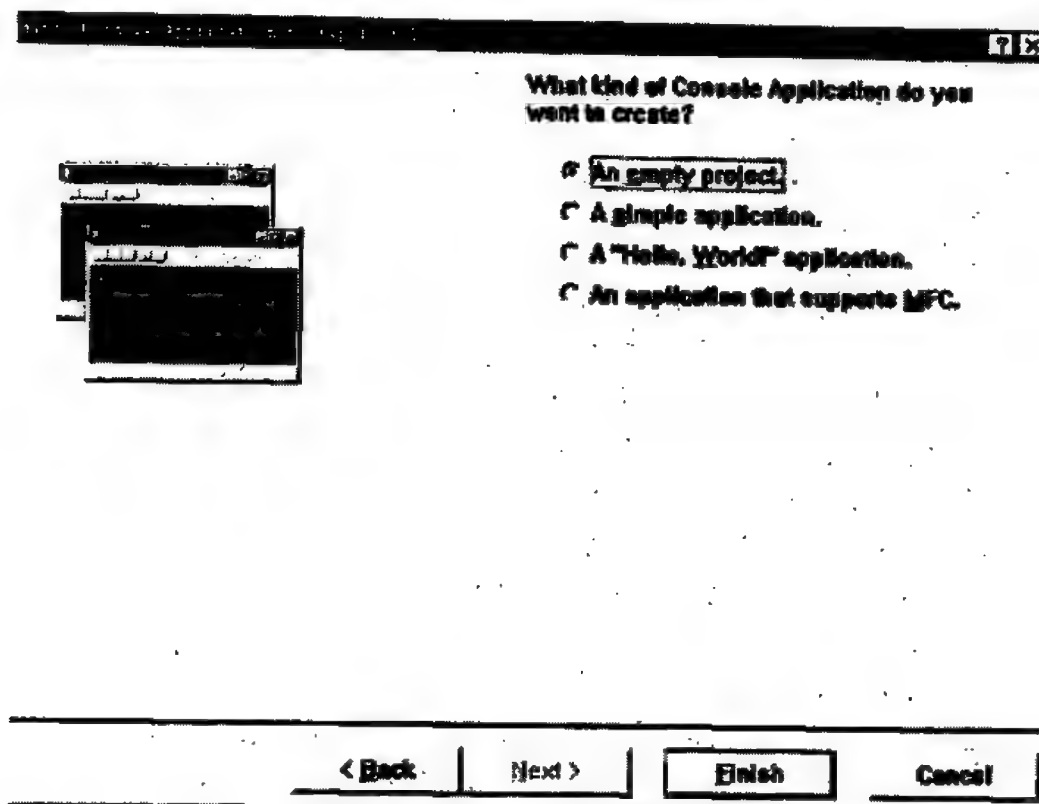 What kind of Console Application do you
want to create?
An empty project.
A simple application.
A "Hello, World!" application.
An application that supports MFC.
< Back
Next >
Finish
Cancel